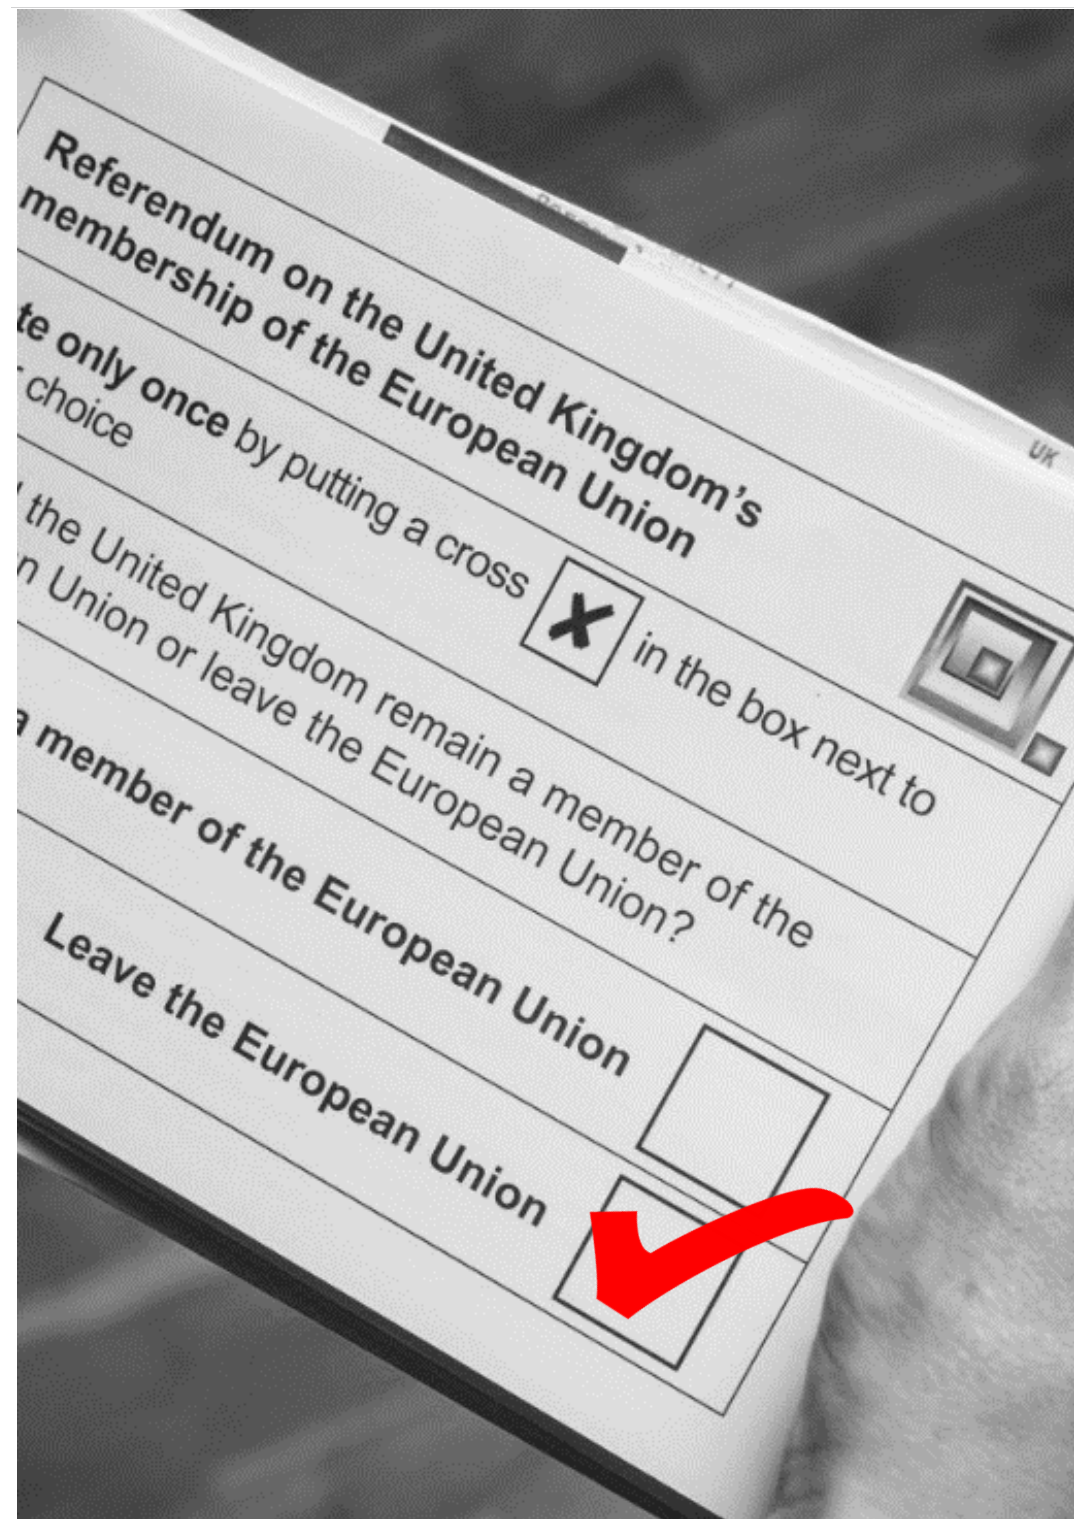 UK
Referendum on the United Kingdom's
membership of the European Union
te only once by putting a cross in the box next to
choice
the United Kingdom remain a member of the
n Union or leave the European Union?
a member of the European Union
Leave the European Union